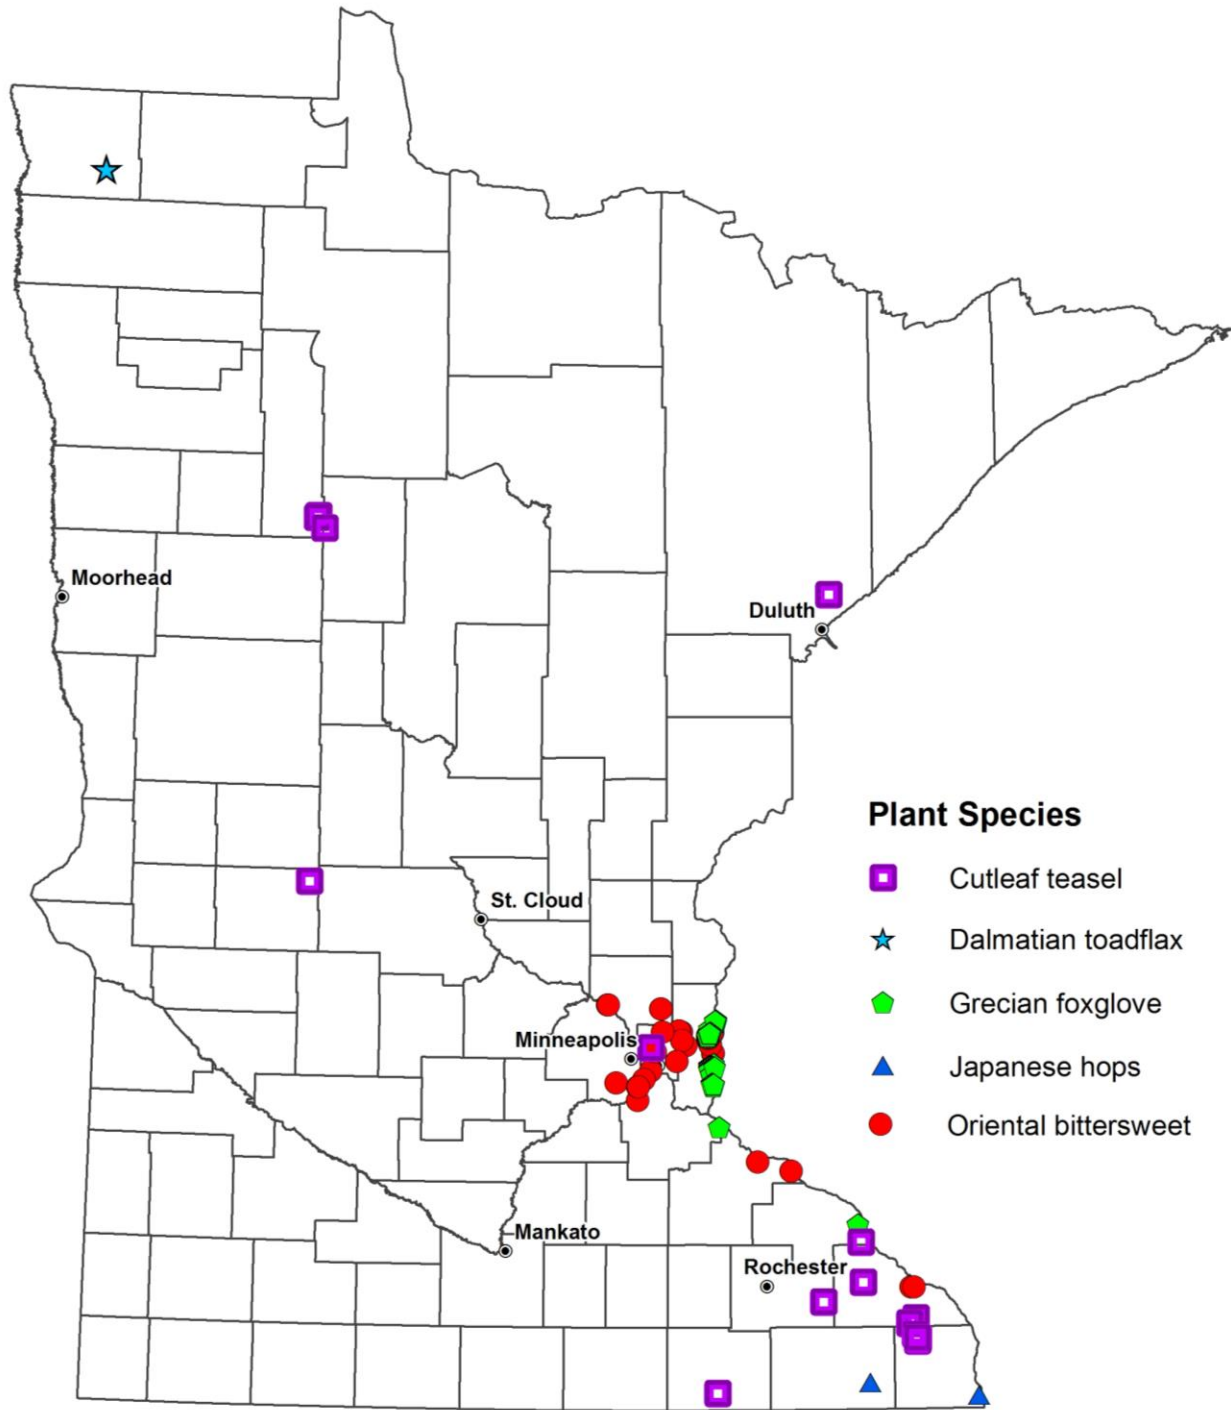 Moorhead
Duluth
Plant Species
Cutleaf teasel
St. Cloud
Dalmatian toadflax
Grecian foxglove
Minneapolis
Japanese hops
Oriental bittersweet
Mankato
Rochester